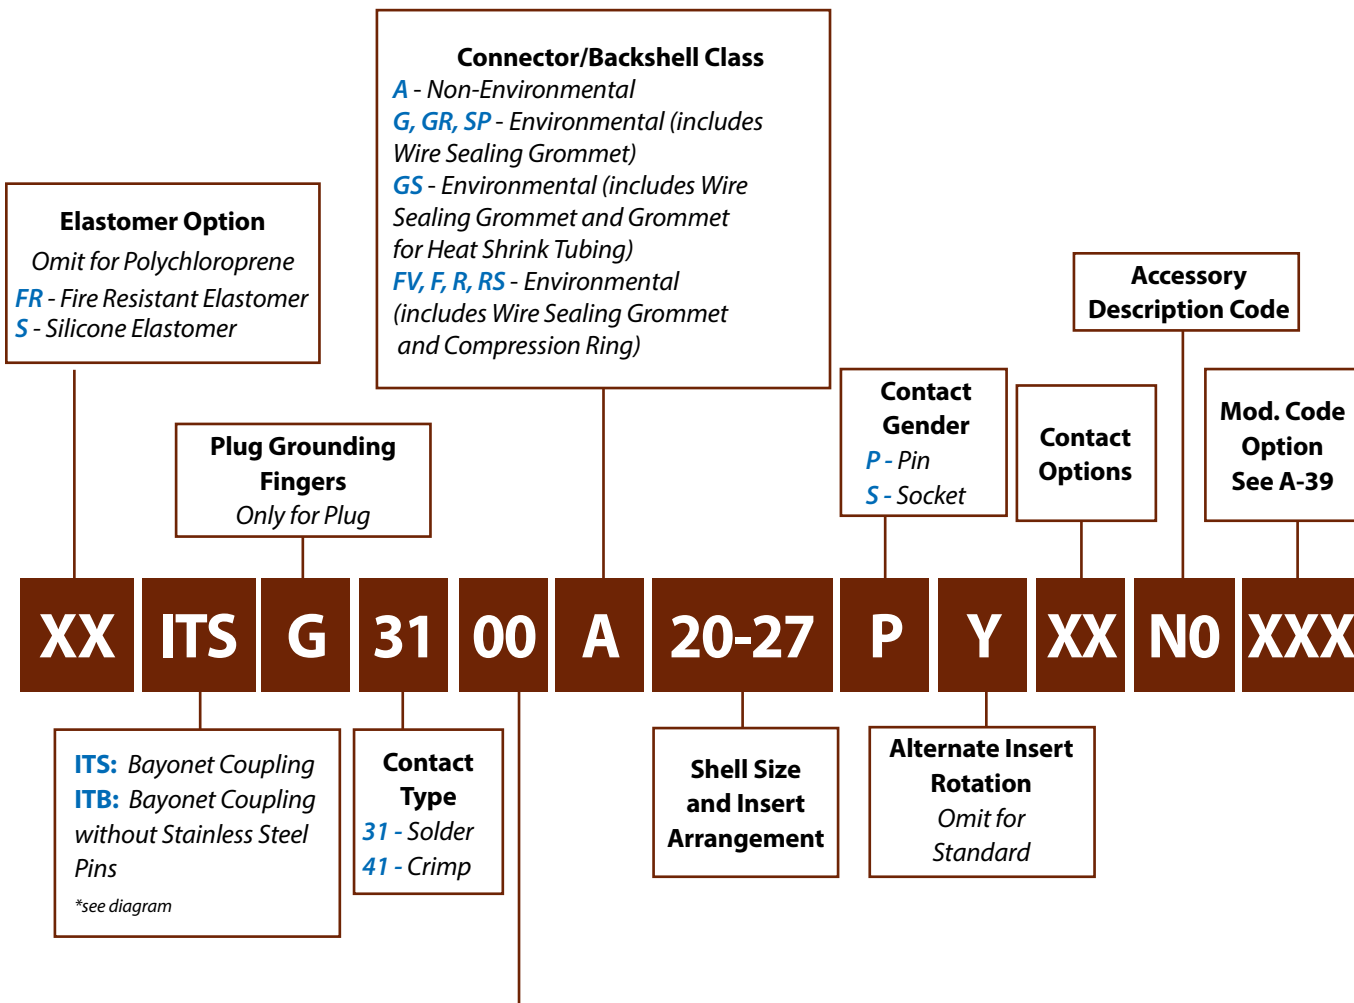 Connector/Backshell Class
A - Non-Environmental
G, GR, SP - Environmental (includes
Wire Sealing Grommet)
GS - Environmental (includes Wire
Sealing Grommet and Grommet
for Heat Shrink Tubing)
FV, F, R, RS - Environmental
(includes Wire Sealing Grommet
and Compression Ring)
Elastomer Option
Omit for Polychloroprene
FR - Fire Resistant Elastomer
S - Silicone Elastomer
Accessory
Description Code
Plug Grounding
Fingers
Only for Plug
Contact
Gender
P - Pin
S - Socket
Contact
Options
Mod. Code
Option
See A-39
XX ITS G 31 00 A 20-27 P Y XX N0 XXX
ITS: Bayonet Coupling
ITB: Bayonet Coupling
without Stainless Steel
Pins
*see diagram
Contact
Type
31 - Solder
41 - Crimp
Shell Size
and Insert
Arrangement
Alternate Insert
Rotation
Omit for
Standard